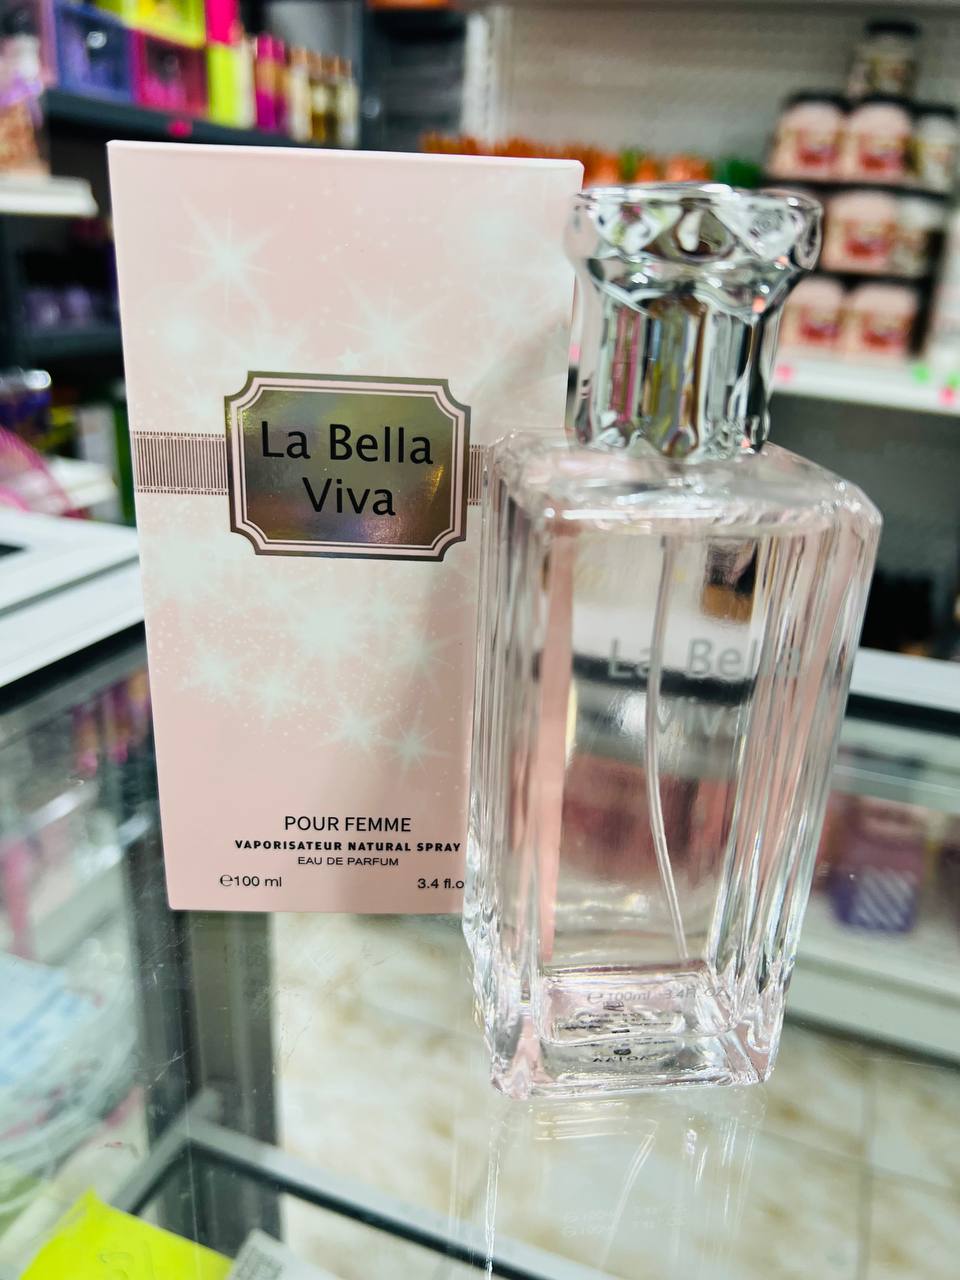 La Bella
Viva
POUR FEMME
VAPORISATEUR NATURAL SPRAY
EAU DE PARFUM
℮100 ml
3.4 fl.o
La Bella
Viva